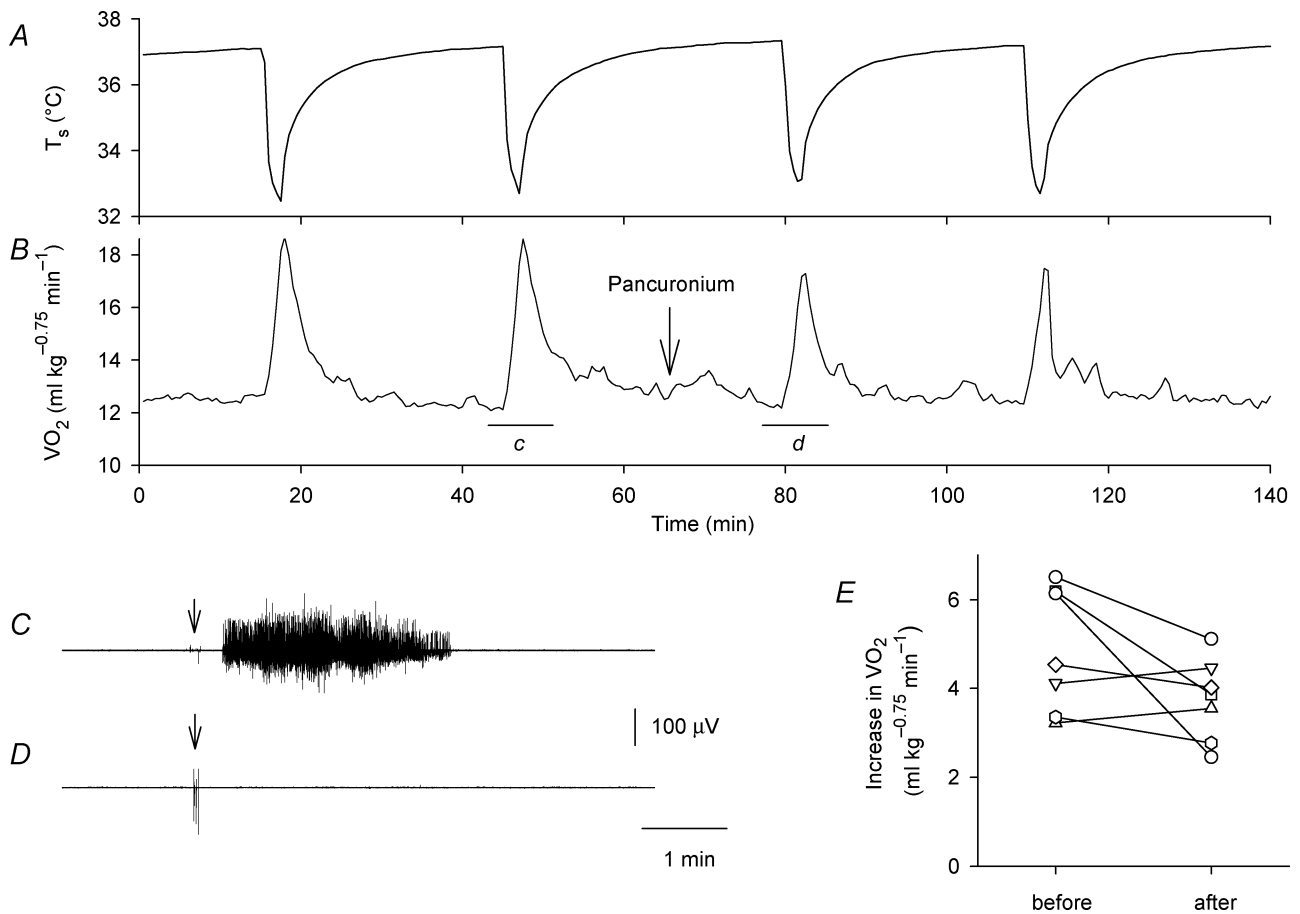 A
38
36
34
32
Ts (°C)
B
18
16
14
12
10
VO2 (ml kg−0.75 min−1)
Pancuronium
c
d
0 20 40 60 80 100 120 140
Time (min)
C
100 μV
D
1 min
E
6
4
2
0
Increase in VO2
(ml kg−0.75 min−1)
before after